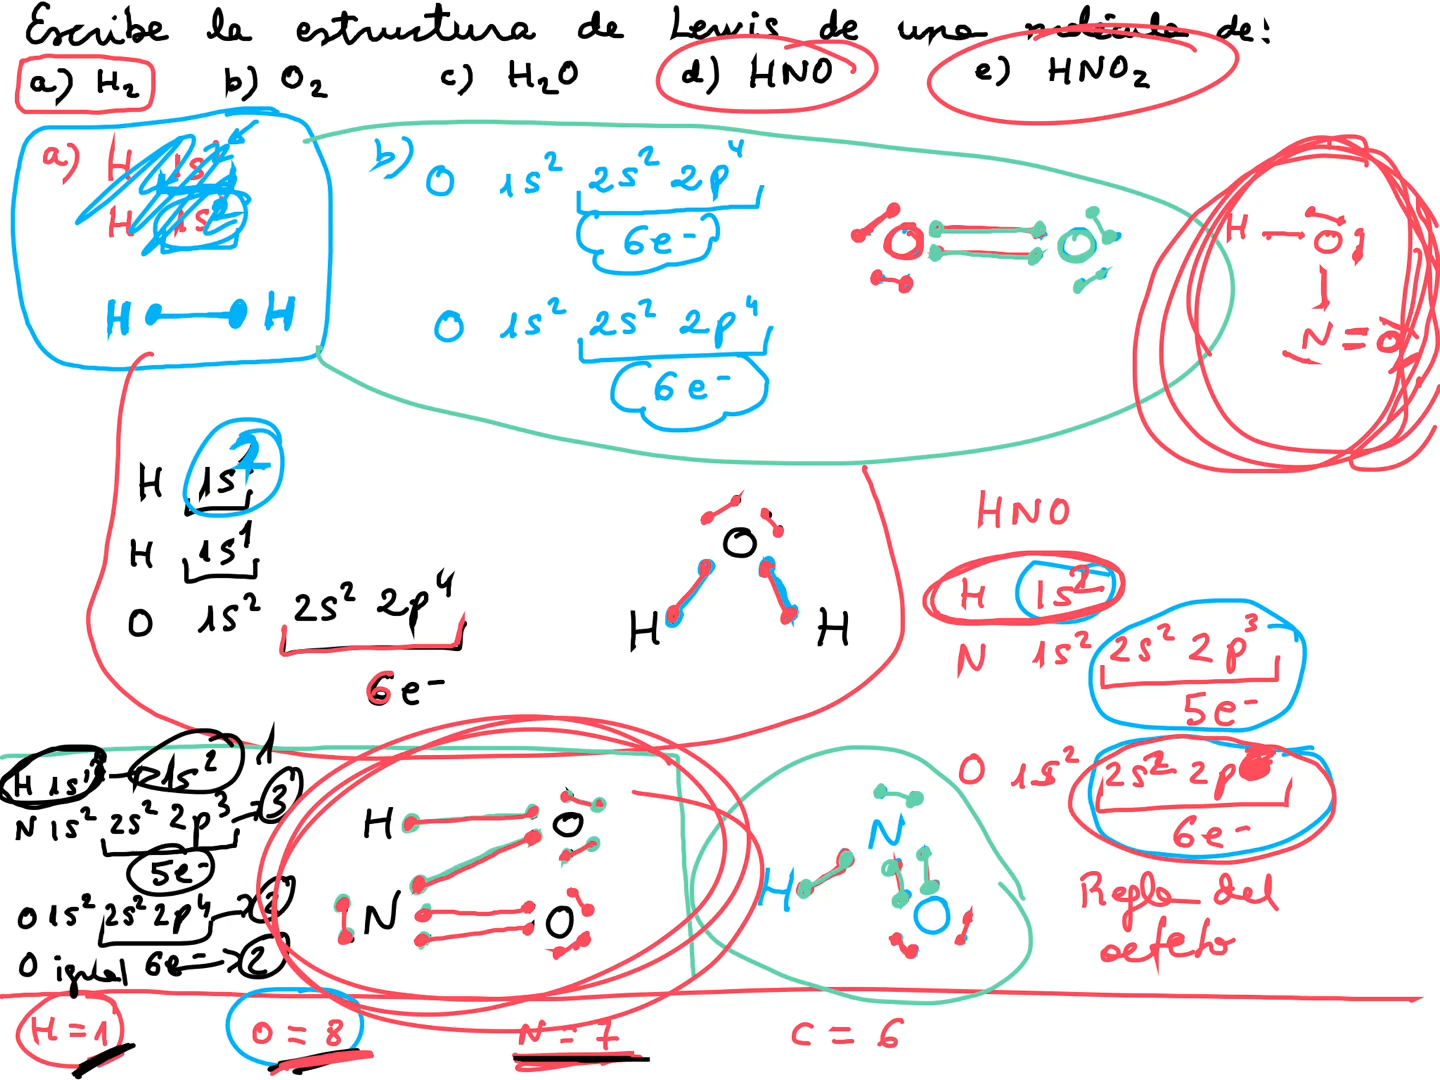 Escribe la estructura de Lewis de una molécula de:
a) H₂ b) O₂ c) H₂O d) HNO e) HNO₂
a) H 1s²
H 1s²
H H
b) O 1s² 2s² 2p⁴
6e-
O 1s² 2s² 2p⁴
6e-
O O
H O
N = O
H 1s
H 1s¹
O 1s² 2s² 2p⁴
6e-
O
H H
HNO
H 1s²
N 1s² 2s² 2p³
5e-
O 1s² 2s² 2p
6e-
Regla del octeto
H 1s¹ → 1s² 1
N 1s² 2s² 2p³ → 3
5e-
O 1s² 2s² 2p⁴ → 2
O igual 6e- → 2
H O
N O
N
H
O
H = 1 O = 8 N = 7 C = 6